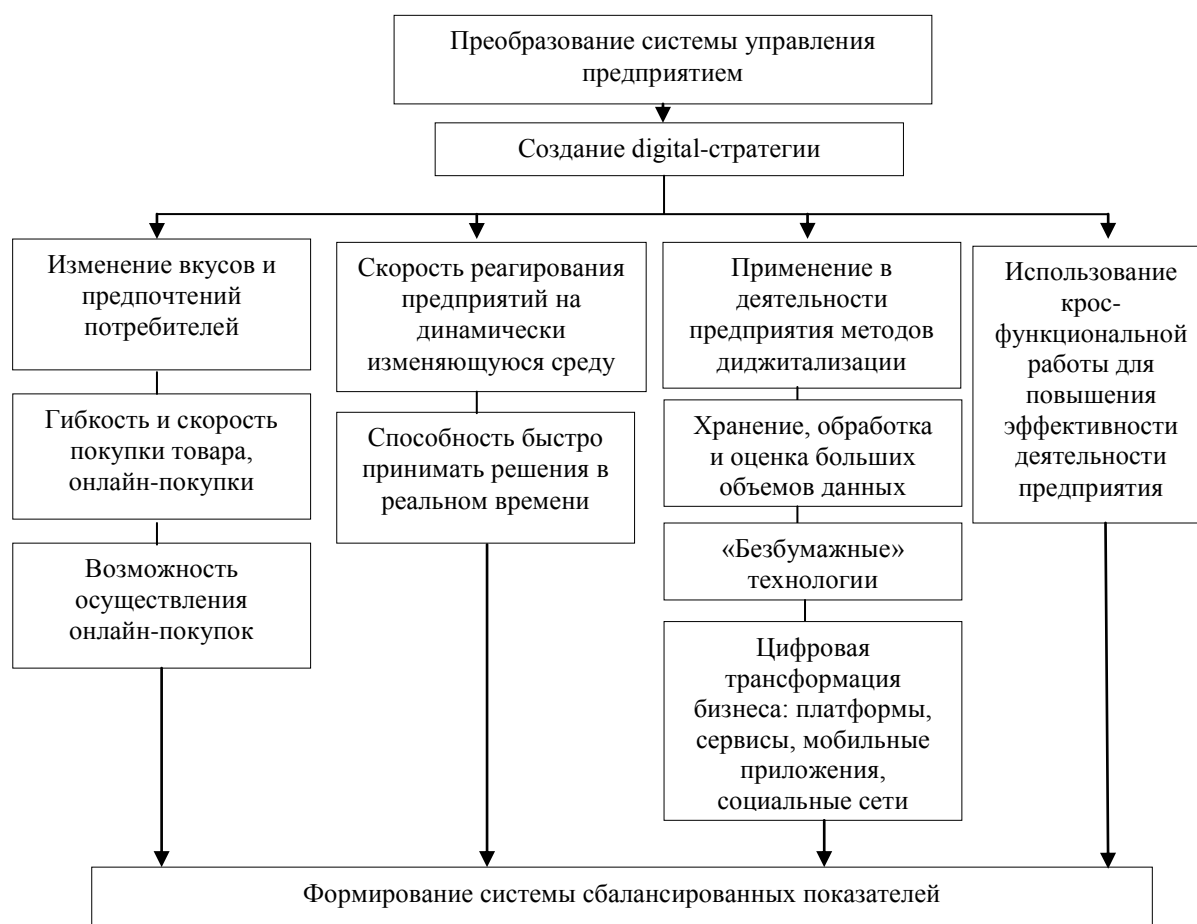 Преобразование системы управления
предприятием
Создание digital-стратегии
Изменение вкусов и
предпочтений
потребителей
Гибкость и скорость
покупки товара,
онлайн-покупки
Возможность
осуществления
онлайн-покупок
Скорость реагирования
предприятий на
динамически
изменяющуюся среду
Способность быстро
принимать решения в
реальном времени
Применение в
деятельности
предприятия методов
диджитализации
Хранение, обработка
и оценка больших
объемов данных
«Безбумажные»
технологии
Цифровая
трансформация
бизнеса: платформы,
сервисы, мобильные
приложения,
социальные сети
Использование
крос-
функциональной
работы для
повышения
эффективности
деятельности
предприятия
Формирование системы сбалансированных показателей